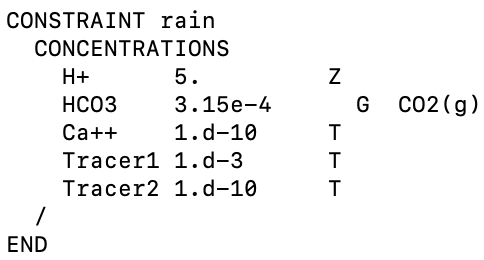 CONSTRAINT rain
  CONCENTRATIONS
    H+      5.         Z
    HCO3    3.15e-4      G  CO2(g)
    Ca++    1.d-10     T
    Tracer1 1.d-3      T
    Tracer2 1.d-10     T
  /
END